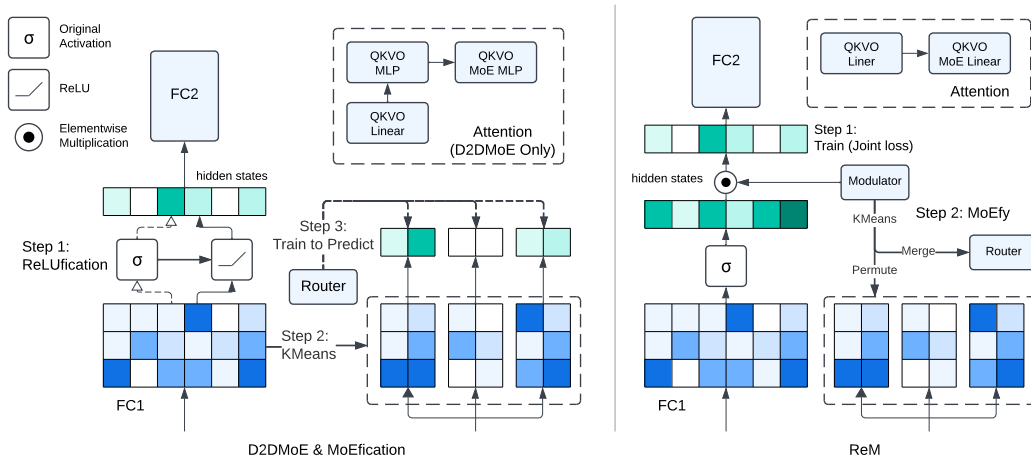 σ
Original
Activation
ReLU
Elementwise
Multiplication
FC2
QKVO
MLP
QKVO
MoE MLP
QKVO
Linear
Attention
(D2DMoE Only)
hidden states
Step 1:
ReLUfication
σ
Step 3:
Train to Predict
Router
Step 2:
KMeans
FC1
D2DMoE & MoEfication
FC2
QKVO
Liner
QKVO
MoE Linear
Attention
Step 1:
Train (Joint loss)
hidden states
Modulator
KMeans
Step 2: MoEfy
Merge
Router
Permute
σ
FC1
ReM